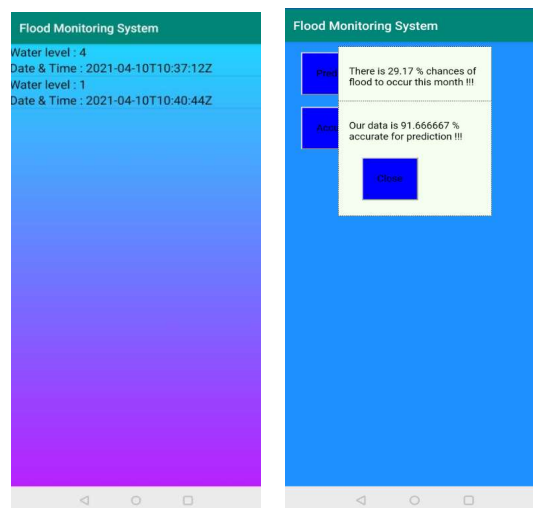 Flood Monitoring System
Water level : 4
Date & Time : 2021-04-10T10:37:12Z
Water level : 1
Date & Time : 2021-04-10T10:40:44Z
Flood Monitoring System
There is 29.17 % chances of
flood to occur this month !!!
Our data is 91.666667 %
accurate for prediction !!!
Close